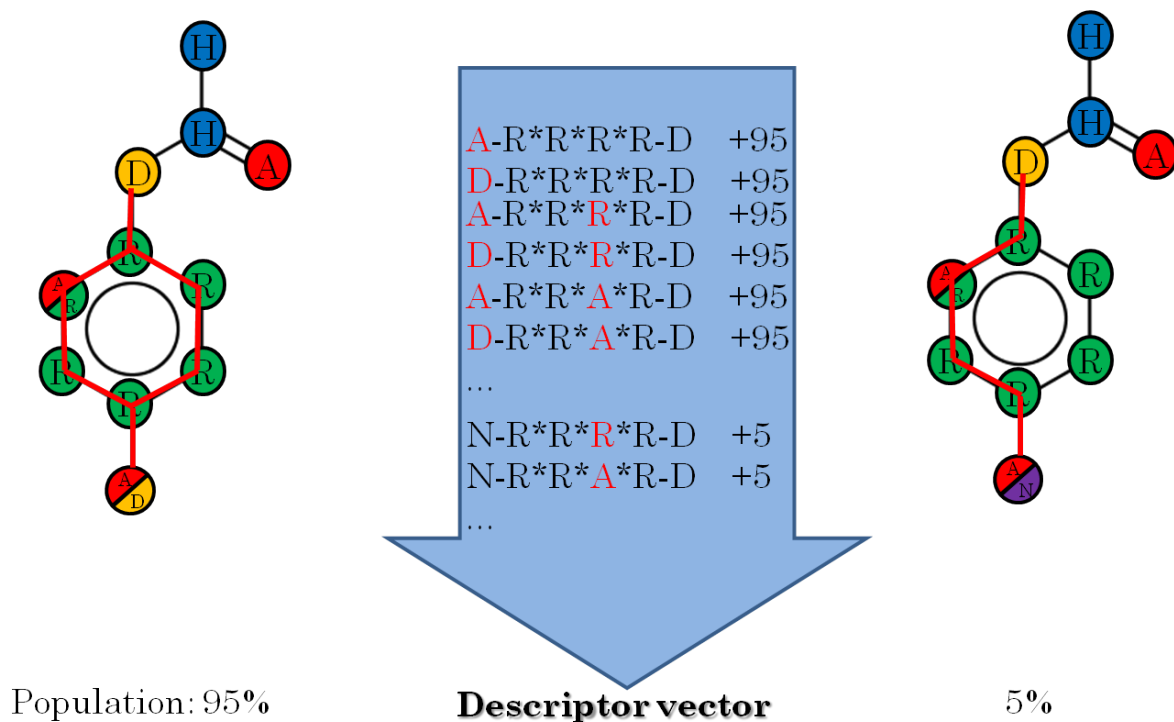 H
H
D
A
R
A
R
R
R
R
R
A
D
A-R*R*R*R-D +95
D-R*R*R*R-D +95
A-R*R*R*R-D +95
D-R*R*R*R-D +95
A-R*R*A*R-D +95
D-R*R*A*R-D +95
...
N-R*R*R*R-D +5
N-R*R*A*R-D +5
...
H
H
D
A
R
A
R
R
R
R
R
A
N
Population: 95%
Descriptor vector
5%